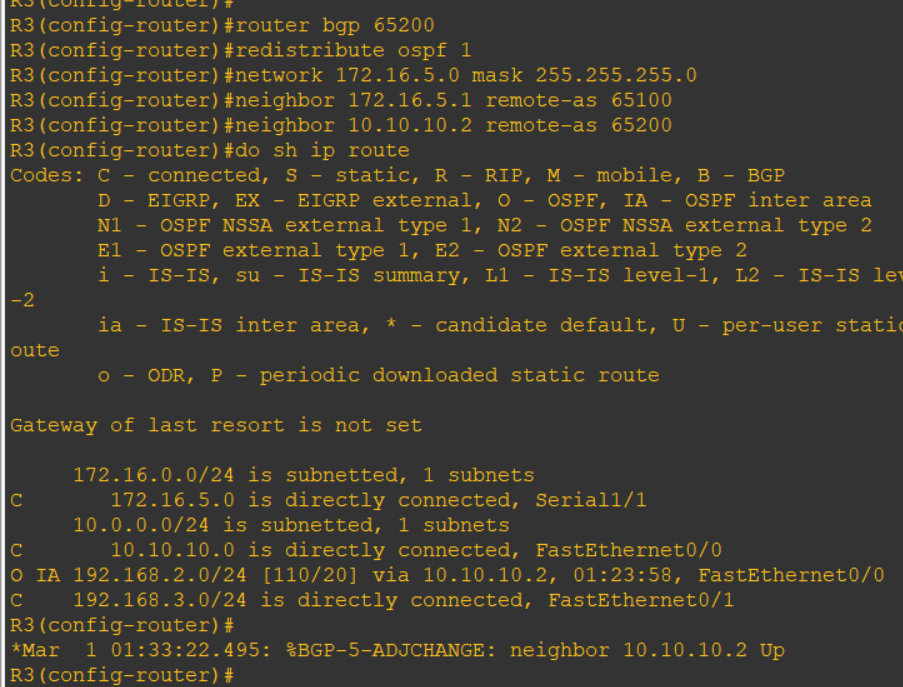 R3(config-router)#
R3(config-router)#router bgp 65200
R3(config-router)#redistribute ospf 1
R3(config-router)#network 172.16.5.0 mask 255.255.255.0
R3(config-router)#neighbor 172.16.5.1 remote-as 65100
R3(config-router)#neighbor 10.10.10.2 remote-as 65200
R3(config-router)#do sh ip route
Codes: C - connected, S - static, R - RIP, M - mobile, B - BGP
       D - EIGRP, EX - EIGRP external, O - OSPF, IA - OSPF inter area
       N1 - OSPF NSSA external type 1, N2 - OSPF NSSA external type 2
       E1 - OSPF external type 1, E2 - OSPF external type 2
       i - IS-IS, su - IS-IS summary, L1 - IS-IS level-1, L2 - IS-IS lev
-2
       ia - IS-IS inter area, * - candidate default, U - per-user static
oute
       o - ODR, P - periodic downloaded static route

Gateway of last resort is not set

     172.16.0.0/24 is subnetted, 1 subnets
C       172.16.5.0 is directly connected, Serial1/1
     10.0.0.0/24 is subnetted, 1 subnets
C       10.10.10.0 is directly connected, FastEthernet0/0
O IA 192.168.2.0/24 [110/20] via 10.10.10.2, 01:23:58, FastEthernet0/0
C    192.168.3.0/24 is directly connected, FastEthernet0/1
R3(config-router)#
*Mar  1 01:33:22.495: %BGP-5-ADJCHANGE: neighbor 10.10.10.2 Up
R3(config-router)#